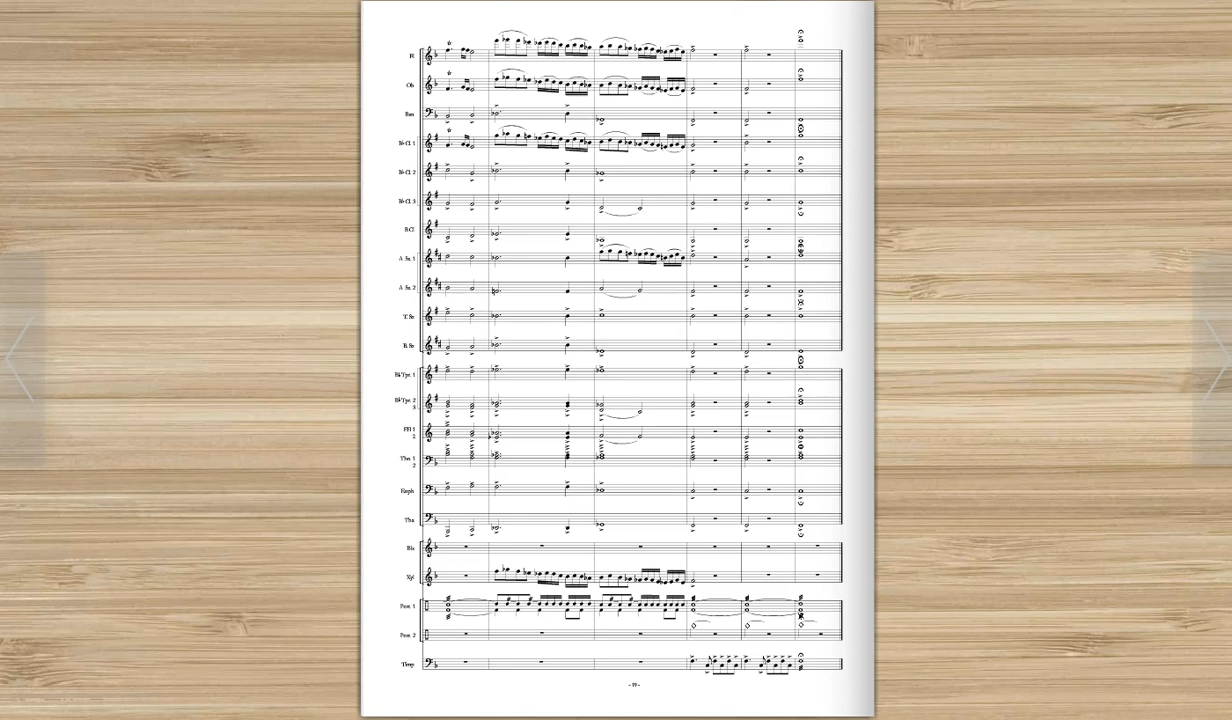 Fl
Ob
Bsn
B♭ Cl 1
B♭ Cl 2
B♭ Cl 3
B.Cl
A. Sx. 1
A. Sx. 2
T. Sx
B. Sx
B♭ Tpt. 1
B♭ Tpt. 2
3
1
2
Tbn. 1
2
Euph
Tba
Bls
Xyl
Perc. 1
Perc. 2
Timp